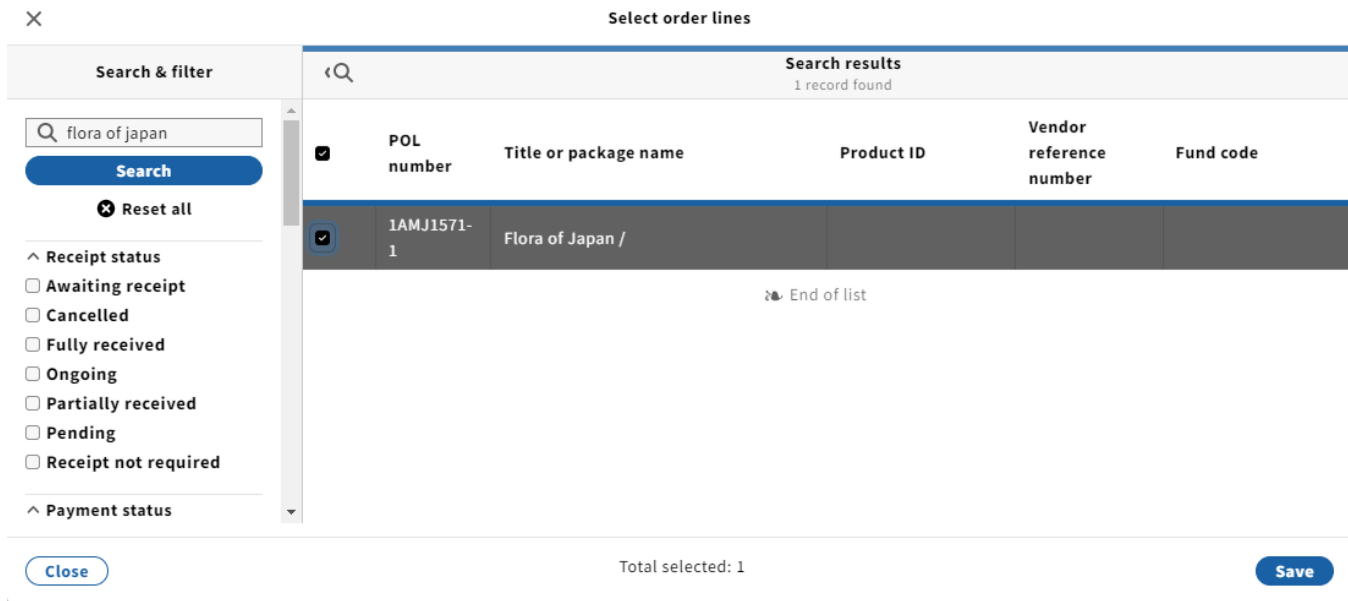 Select order lines
Search & filter
Search results
1 record found
flora of japan
Search
Reset all
Receipt status
Awaiting receipt
Cancelled
Fully received
Ongoing
Partially received
Pending
Receipt not required
Payment status
POL
number
Title or package name
Product ID
Vendor
reference
number
Fund code
1AMJ1571-
1
Flora of Japan /
End of list
Close
Total selected: 1
Save